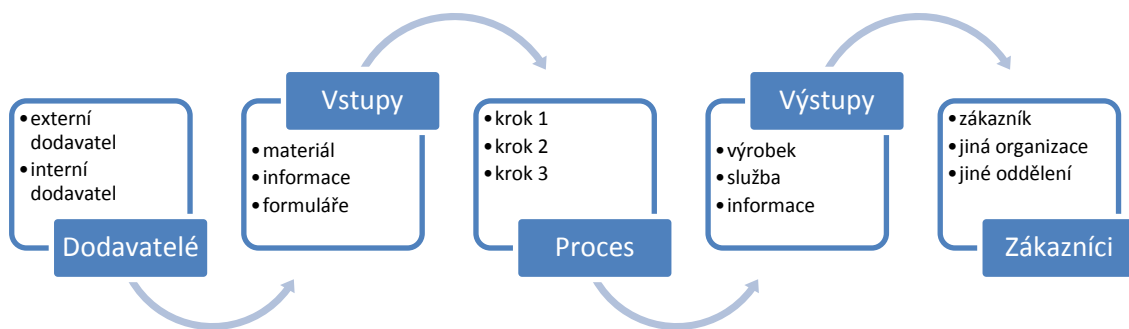 • externí
dodavatel
• interní
dodavatel
Dodavatelé
Vstupy
• materiál
• informace
• formuláře
• krok 1
• krok 2
• krok 3
Proces
Výstupy
• výrobek
• služba
• informace
• zákazník
• jiná organizace
• jiné oddělení
Zákazníci